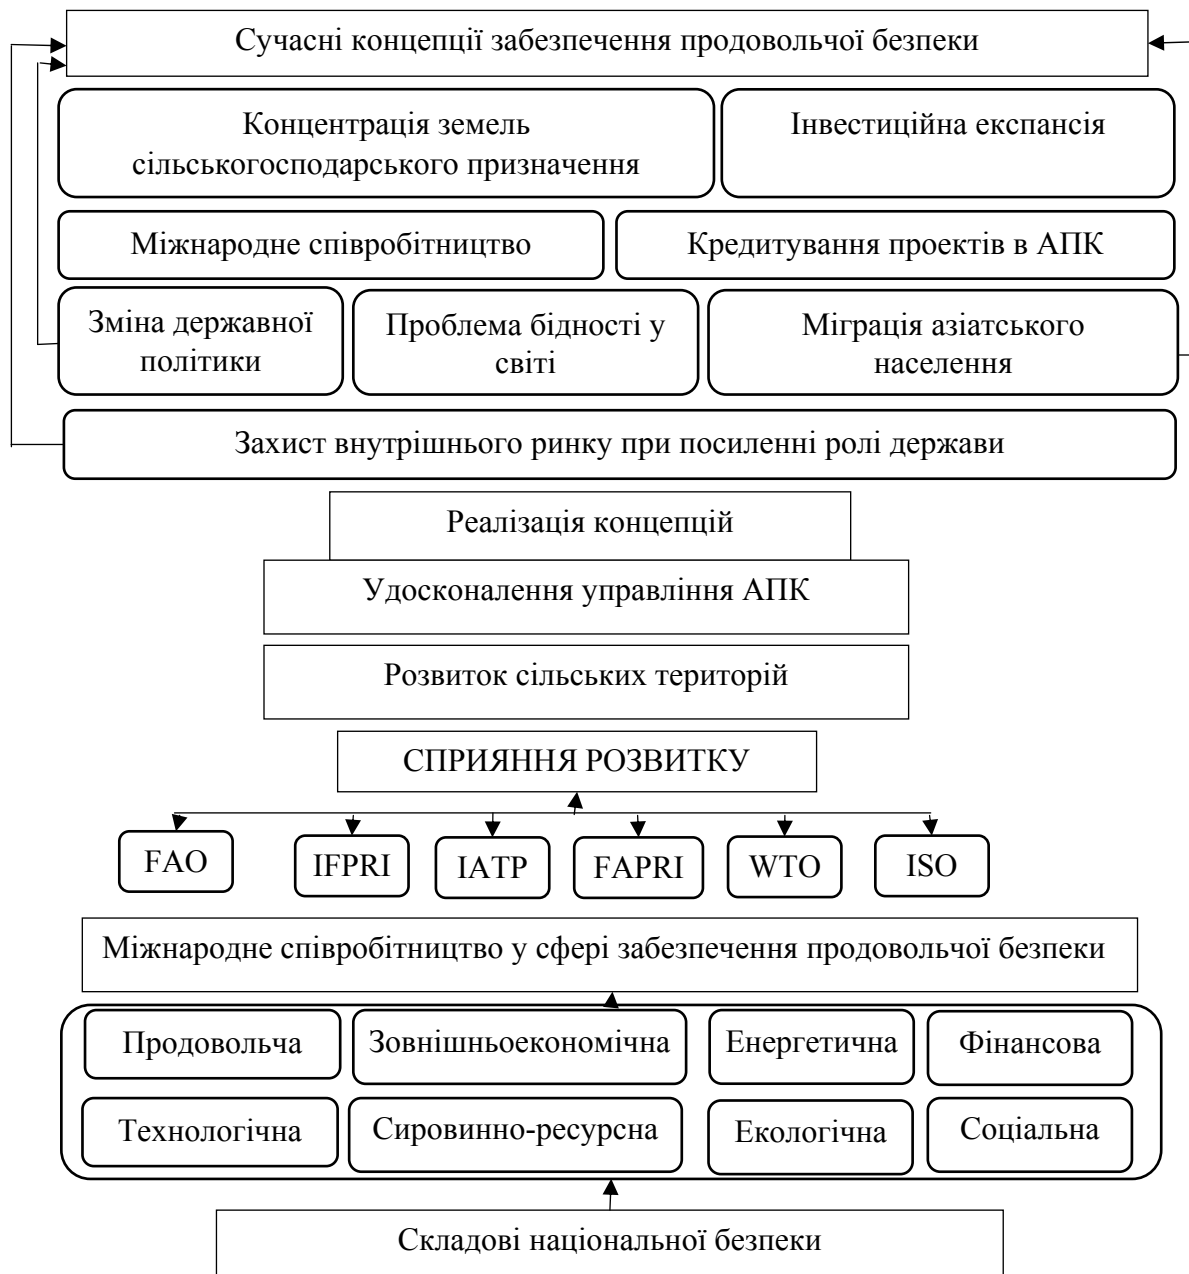 Сучасні концепції забезпечення продовольчої безпеки
Концентрація земель
сільськогосподарського призначення
Інвестиційна експансія
Міжнародне співробітництво
Кредитування проектів в АПК
Зміна державної
політики
Проблема бідності у
світі
Міграція азіатського
населення
Захист внутрішнього ринку при посиленні ролі держави
Реалізація концепцій
Удосконалення управління АПК
Розвиток сільських територій
СПРИЯННЯ РОЗВИТКУ
FAO
IFPRI
IATP
FAPRI
WTO
ISO
Міжнародне співробітництво у сфері забезпечення продовольчої безпеки
Продовольча
Зовнішньоекономічна
Енергетична
Фінансова
Технологічна
Сировинно-ресурсна
Екологічна
Соціальна
Складові національної безпеки